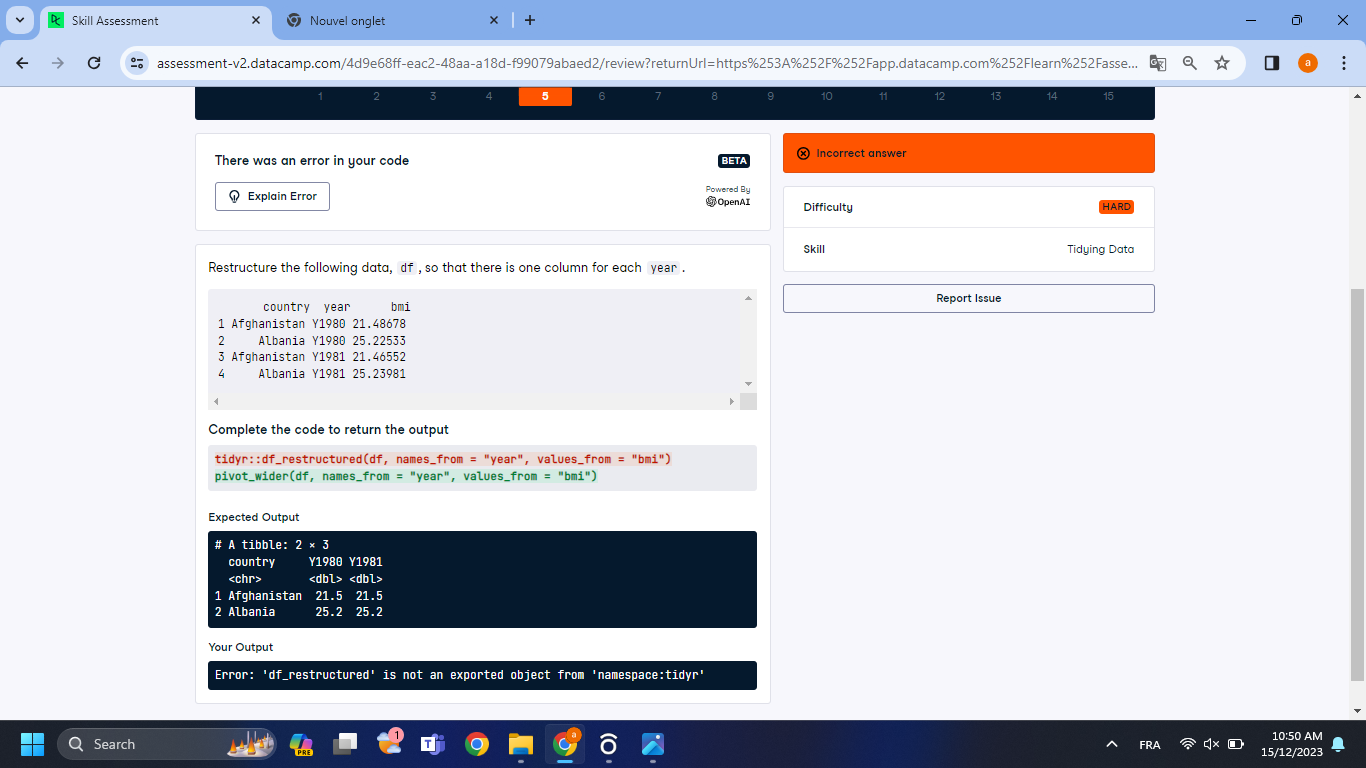 Skill Assessment
Nouvel onglet
assessment-v2.datacamp.com/4d9e68ff-eac2-48aa-a18d-f99079abaed2/review?returnUrl=https%253A%252F%252Fapp.datacamp.com%252Flearn%252Fasse...
a
1 2 3 4 5 6 7 8 9 10 11 12 13 14 15
There was an error in your code
BETA
Explain Error
Powered By
OpenAI
Incorrect answer
Difficulty
HARD
Skill
Tidying Data
Report Issue
Restructure the following data, df, so that there is one column for each year.
country year bmi
1 Afghanistan Y1980 21.48678
2 Albania Y1980 25.22533
3 Afghanistan Y1981 21.46552
4 Albania Y1981 25.23981
Complete the code to return the output
tidyr::df_restructured(df, names_from = "year", values_from = "bmi")
pivot_wider(df, names_from = "year", values_from = "bmi")
Expected Output
# A tibble: 2 × 3
country Y1980 Y1981
<chr> <dbl> <dbl>
1 Afghanistan 21.5 21.5
2 Albania 25.2 25.2
Your Output
Error: 'df_restructured' is not an exported object from 'namespace:tidyr'
Search
PRE
1
a
FRA
10:50 AM
15/12/2023